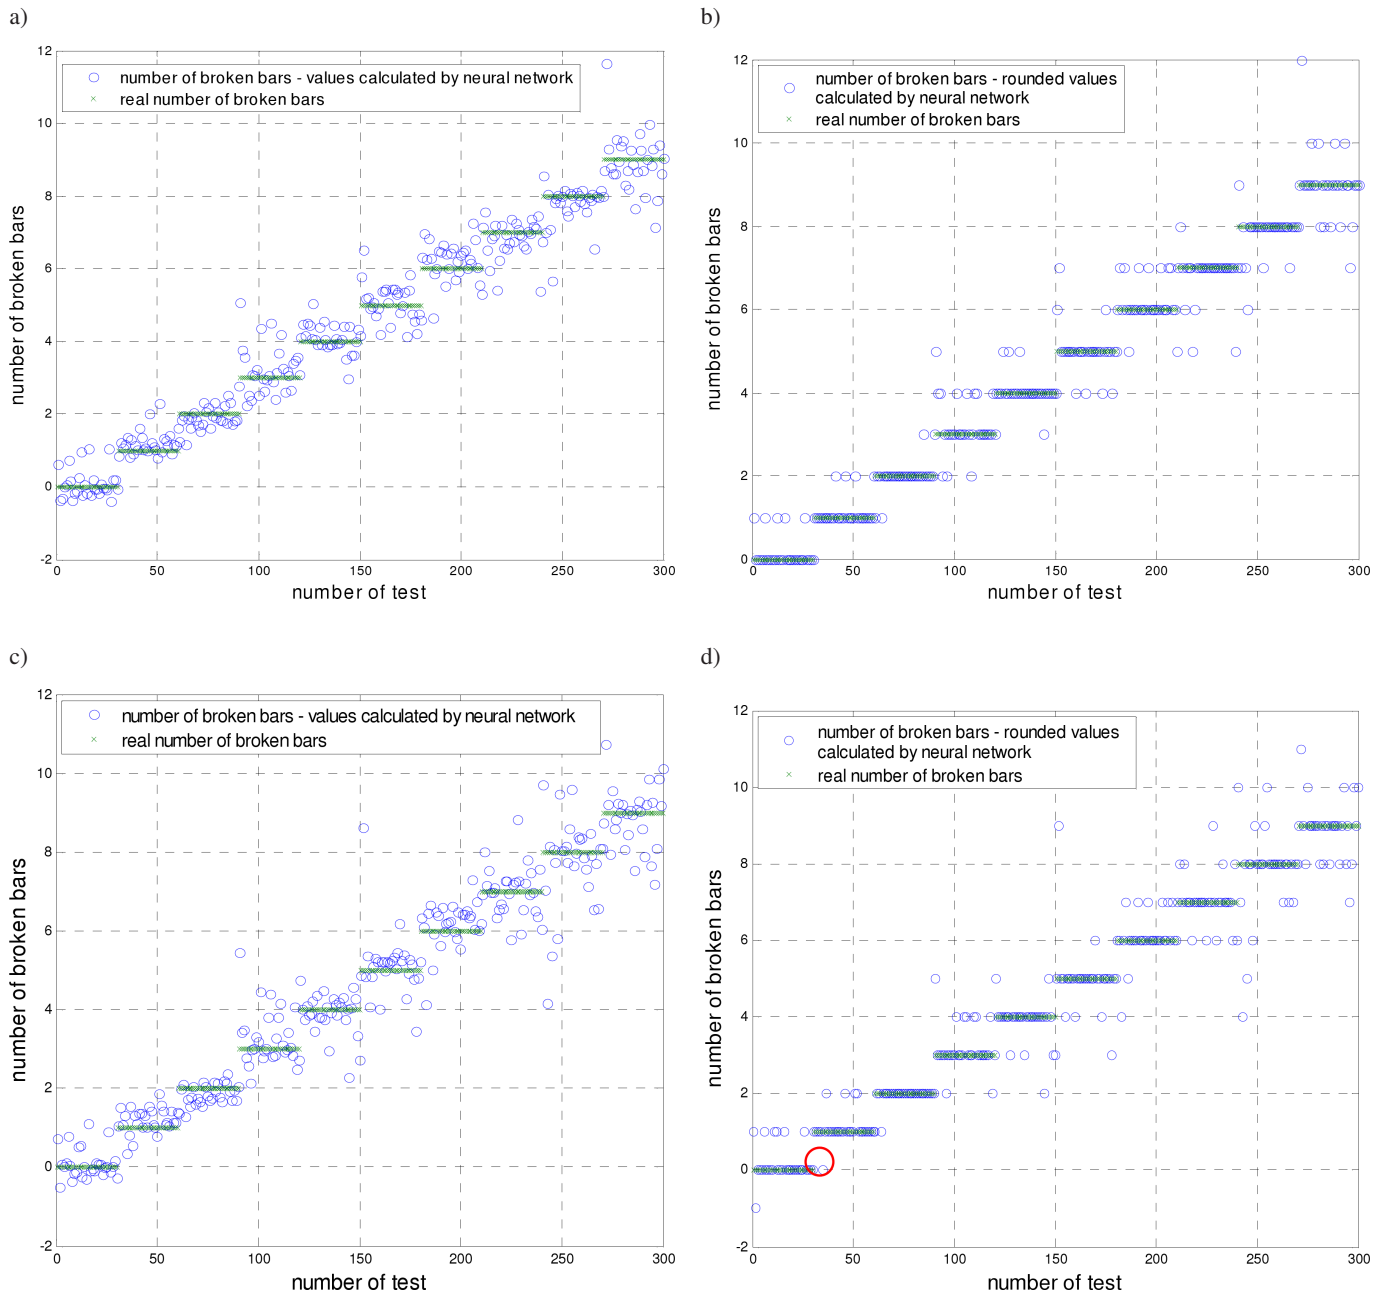 a)
12
10
8
6
4
2
0
-2
number of broken bars
number of broken bars - values calculated by neural network
real number of broken bars
0 50 100 150 200 250 300
number of test
b)
12
10
8
6
4
2
0
number of broken bars
number of broken bars - rounded values
calculated by neural network
real number of broken bars
0 50 100 150 200 250 300
number of test
c)
12
10
8
6
4
2
0
-2
number of broken bars
number of broken bars - values calculated by neural network
real number of broken bars
0 50 100 150 200 250 300
number of test
d)
12
10
8
6
4
2
0
-2
number of broken bars
number of broken bars - rounded values
calculated by neural network
real number of broken bars
0 50 100 150 200 250 300
number of test